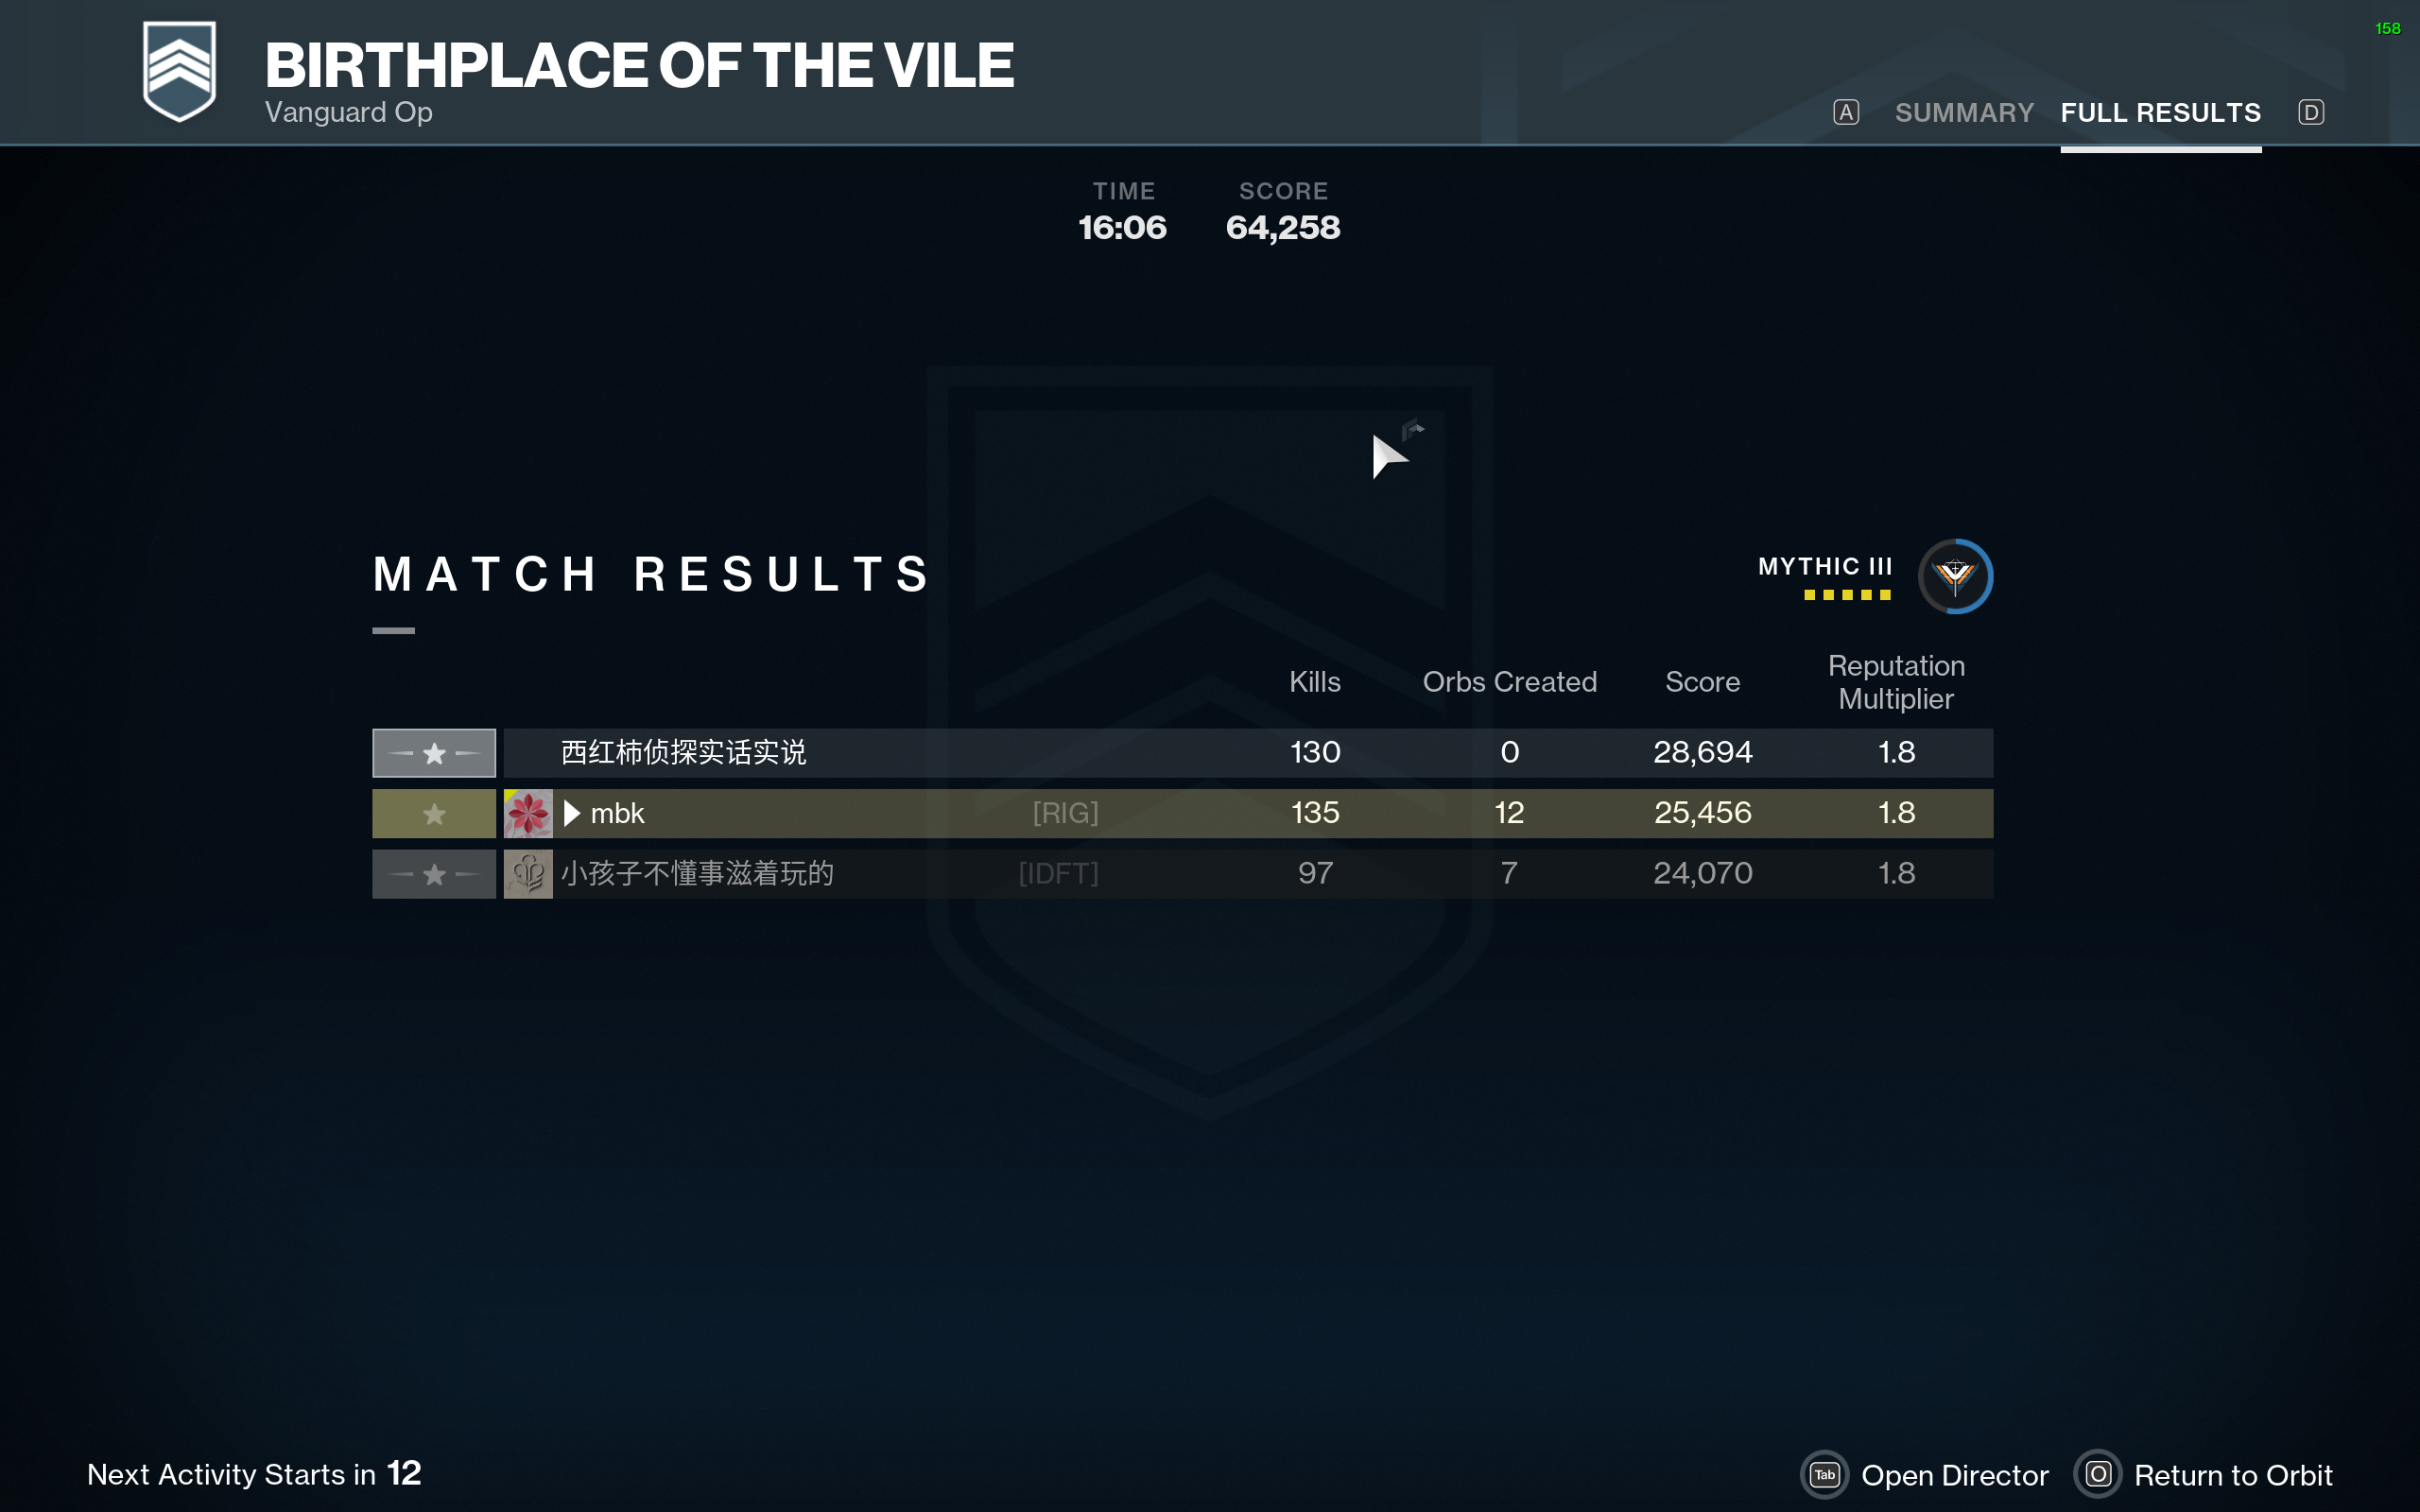 158
BIRTHPLACE OF THE VILE
Vanguard Op
A SUMMARY FULL RESULTS D
TIME SCORE
16:06 64,258
MATCH RESULTS
MYTHIC III
Kills Orbs Created Score Reputation Multiplier
西红柿侦探实话实说 130 0 28,694 1.8
mbk [RIG] 135 12 25,456 1.8
小孩子不懂事滋着玩的 [IDFT] 97 7 24,070 1.8
Next Activity Starts in 12
Tab Open Director O Return to Orbit